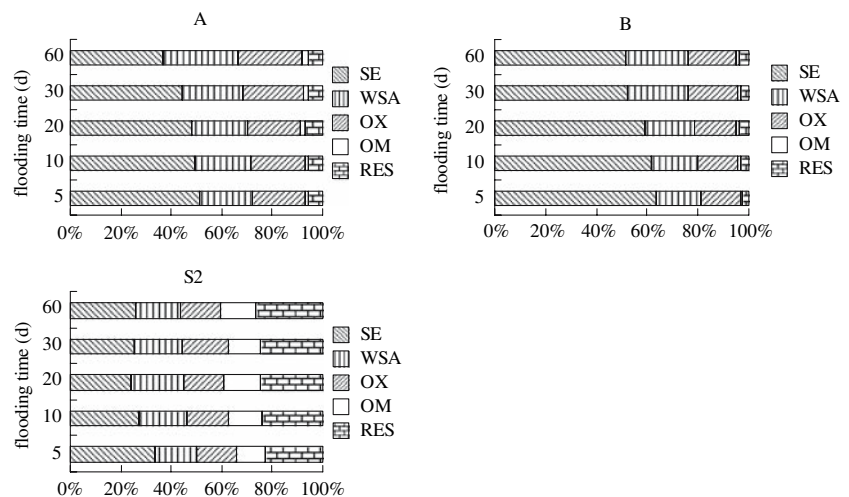 A
flooding time (d)
60
30
20
10
5
0% 20% 40% 60% 80% 100%
SE
WSA
OX
OM
RES
B
flooding time (d)
60
30
20
10
5
0% 20% 40% 60% 80% 100%
SE
WSA
OX
OM
RES
S2
flooding time (d)
60
30
20
10
5
0% 20% 40% 60% 80% 100%
SE
WSA
OX
OM
RES